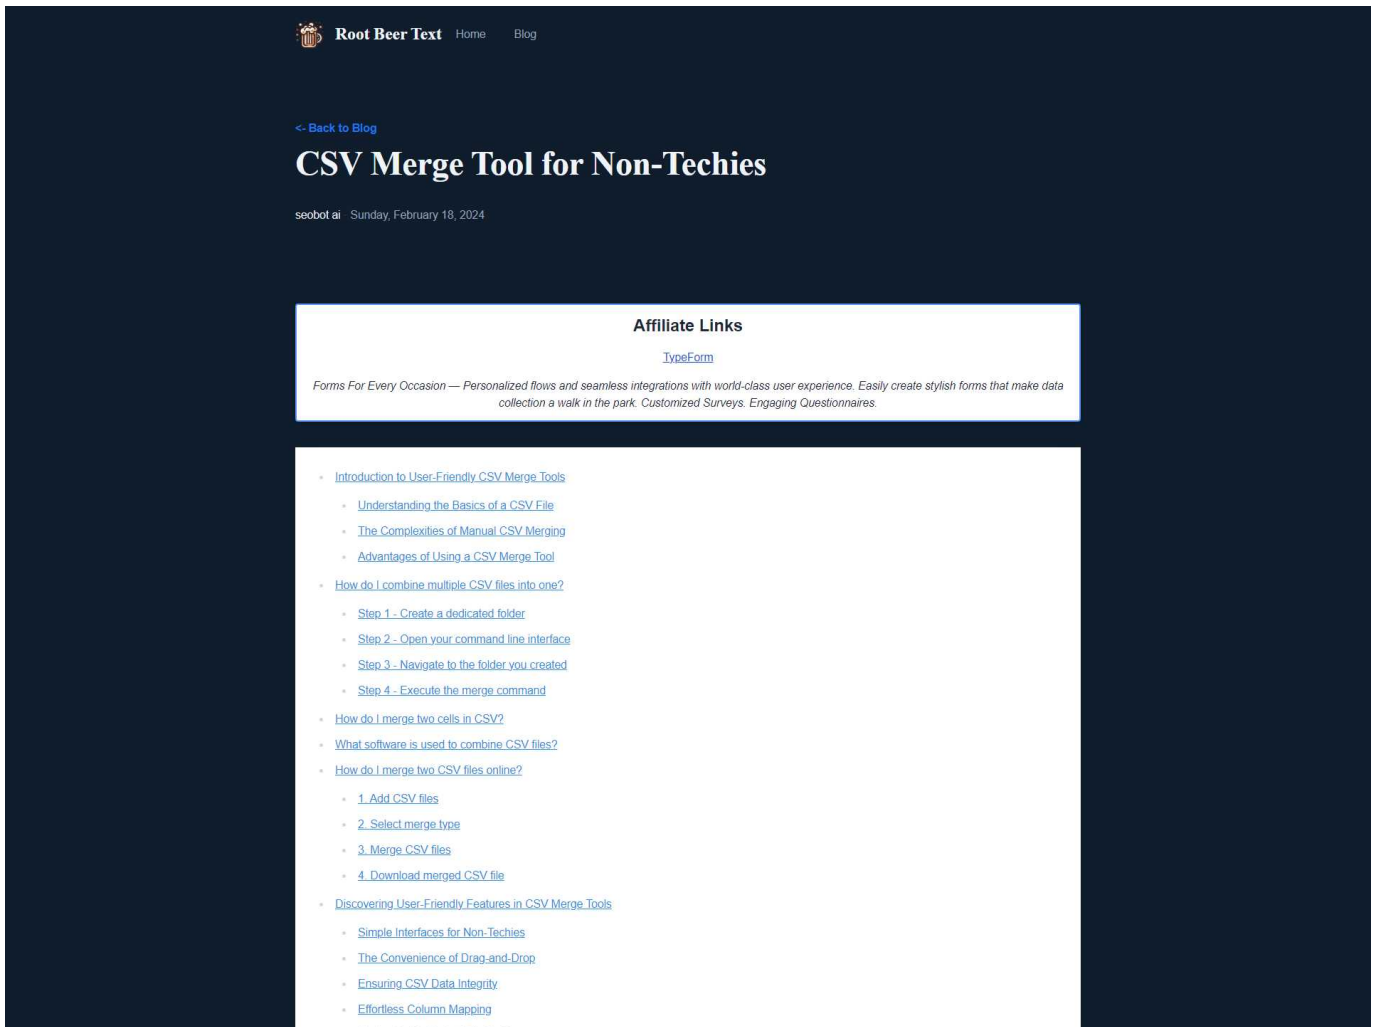 Root Beer Text Home Blog
<- Back to Blog
CSV Merge Tool for Non-Techies
seobot ai · Sunday, February 18, 2024
Affiliate Links
TypeForm
Forms For Every Occasion — Personalized flows and seamless integrations with world-class user experience. Easily create stylish forms that make data
collection a walk in the park. Customized Surveys. Engaging Questionnaires.
Introduction to User-Friendly CSV Merge Tools
Understanding the Basics of a CSV File
The Complexities of Manual CSV Merging
Advantages of Using a CSV Merge Tool
How do I combine multiple CSV files into one?
Step 1 - Create a dedicated folder
Step 2 - Open your command line interface
Step 3 - Navigate to the folder you created
Step 4 - Execute the merge command
How do I merge two cells in CSV?
What software is used to combine CSV files?
How do I merge two CSV files online?
1. Add CSV files
2. Select merge type
3. Merge CSV files
4. Download merged CSV file
Discovering User-Friendly Features in CSV Merge Tools
Simple Interfaces for Non-Techies
The Convenience of Drag-and-Drop
Ensuring CSV Data Integrity
Effortless Column Mapping